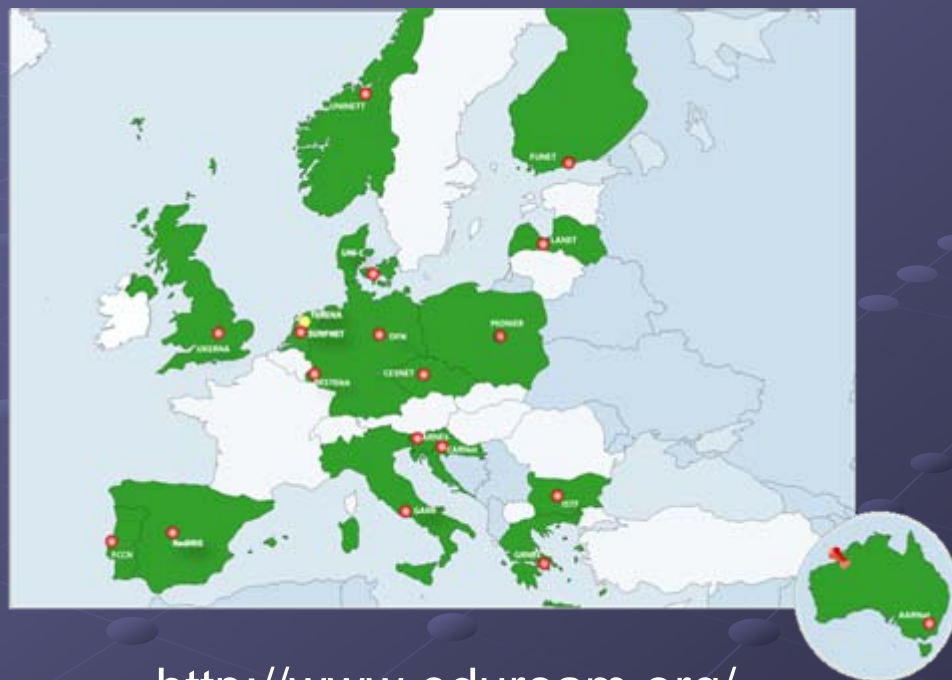 UNINETT
FUNET
LANET
UNI-C
TERENA
SURFNET
DFN
PIONIER
UKERNA
CESNET
RESTENA
ARNES
CARNet
GARR
ISTF
GRNET
RedIRIS
FCCN
AARNet
http://www.eduroam.org/